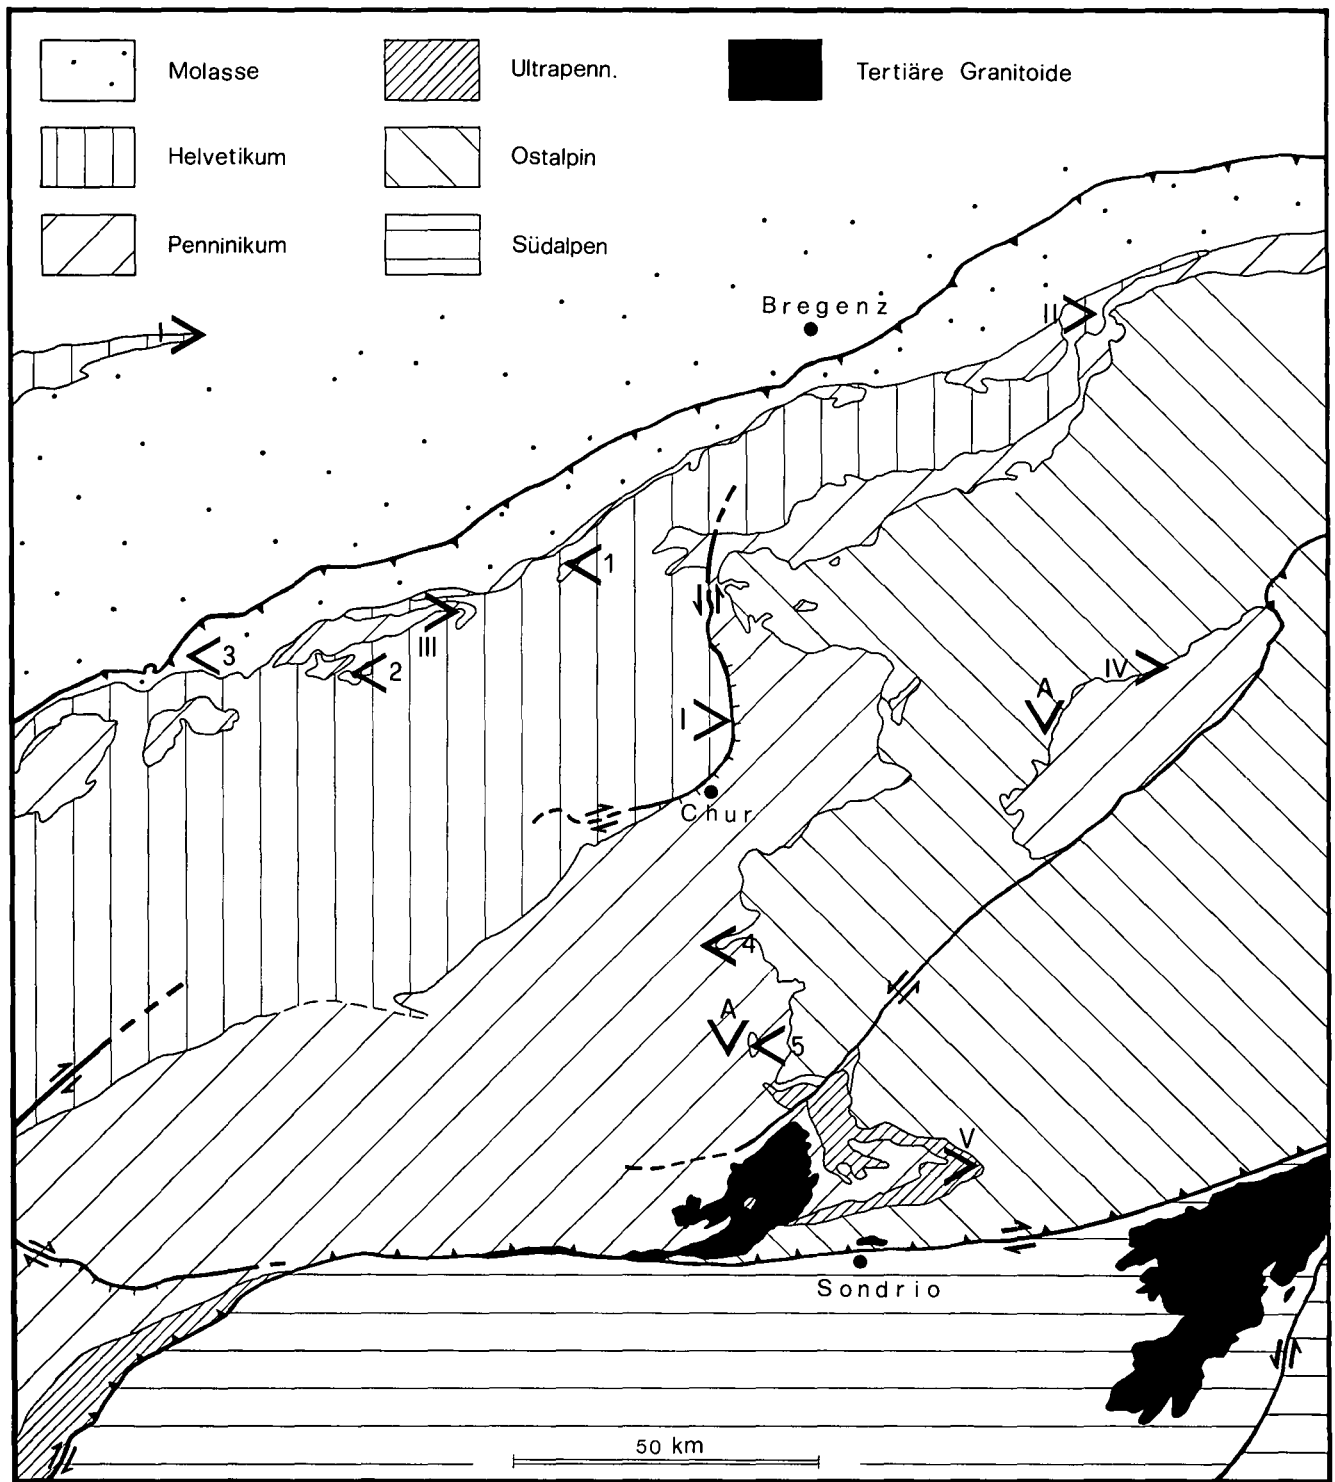 Molasse
Ultrapenn.
Tertiäre Granitoide
Helvetikum
Ostalpin
Penninikum
Südalpen
Bregenz
II
I
1
III
3
2
IV
A
I
Chur
4
A
5
V
Sondrio
50 km